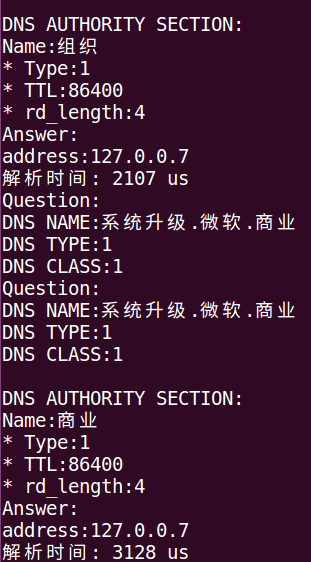 DNS AUTHORITY SECTION:
Name:组织
* Type:1
* TTL:86400
* rd_length:4
Answer:
address:127.0.0.7
解析时间: 2107 us
Question:
DNS NAME:系统升级.微软.商业
DNS TYPE:1
DNS CLASS:1
Question:
DNS NAME:系统升级.微软.商业
DNS TYPE:1
DNS CLASS:1
DNS AUTHORITY SECTION:
Name:商业
* Type:1
* TTL:86400
* rd_length:4
Answer:
address:127.0.0.7
解析时间: 3128 us